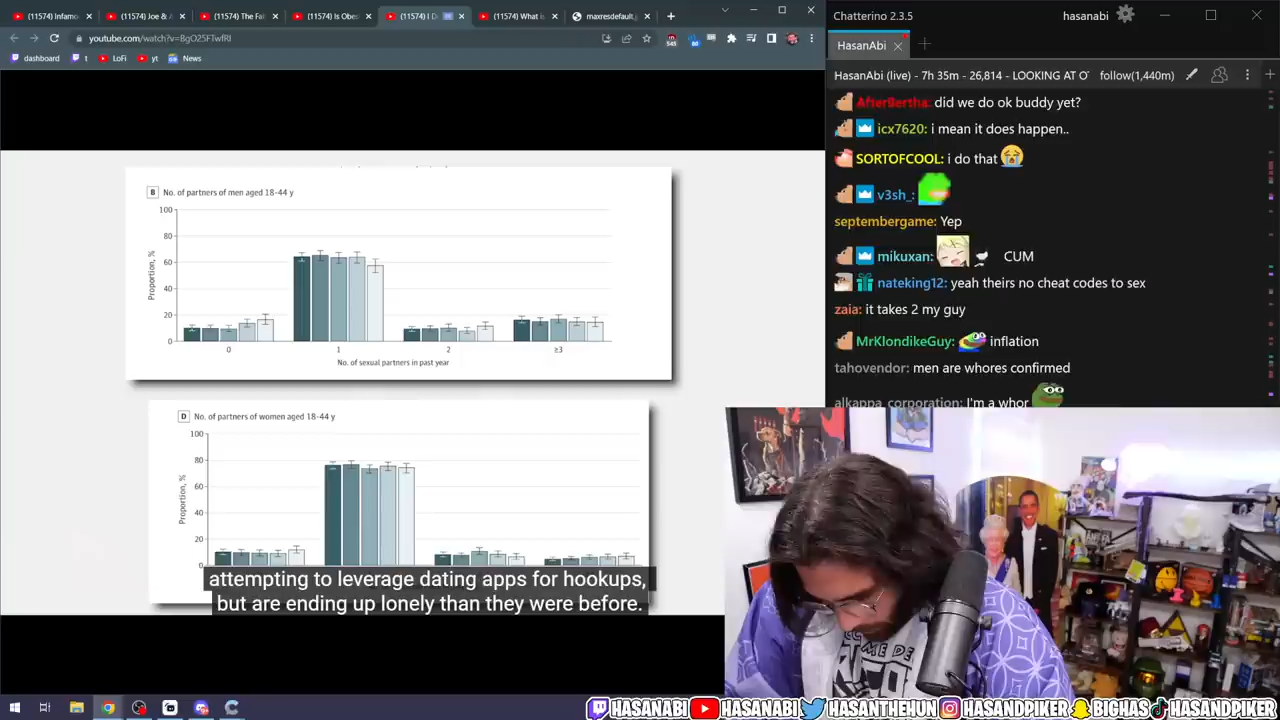 (11574) Infamo
(11574) Joe & A
(11574) The Fal
(11574) Is Obes
(11574) I D
(11574) What is
maxresdefault.j
youtube.com/watch?v=BgO25FTwfRI
545
80
dashboard
t
LoFi
yt
News
B No. of partners of men aged 18-44 y
100
80
60
40
20
0
Proportion, %
0 1 2 ≥3
No. of sexual partners in past year
D No. of partners of women aged 18-44 y
100
80
60
40
20
0
Proportion, %
attempting to leverage dating apps for hookups,
but are ending up lonely than they were before.
Chatterino 2.3.5
hasanabi
HasanAbi
HasanAbi (live) - 7h 35m - 26,814 - LOOKING AT O
follow(1,440m)
AfterBertha: did we do ok buddy yet?
icx7620: i mean it does happen..
SORTOFCOOL: i do that
v3sh_:
septembergame: Yep
mikuxan: CUM
nateking12: yeah theirs no cheat codes to sex
zaia: it takes 2 my guy
MrKlondikeGuy: inflation
tahovendor: men are whores confirmed
alkappa_corporation: I'm a whor
HASANABI HASANABI HASANTHEHUN HASANDPIKER BIGHAS HASANDPIKER